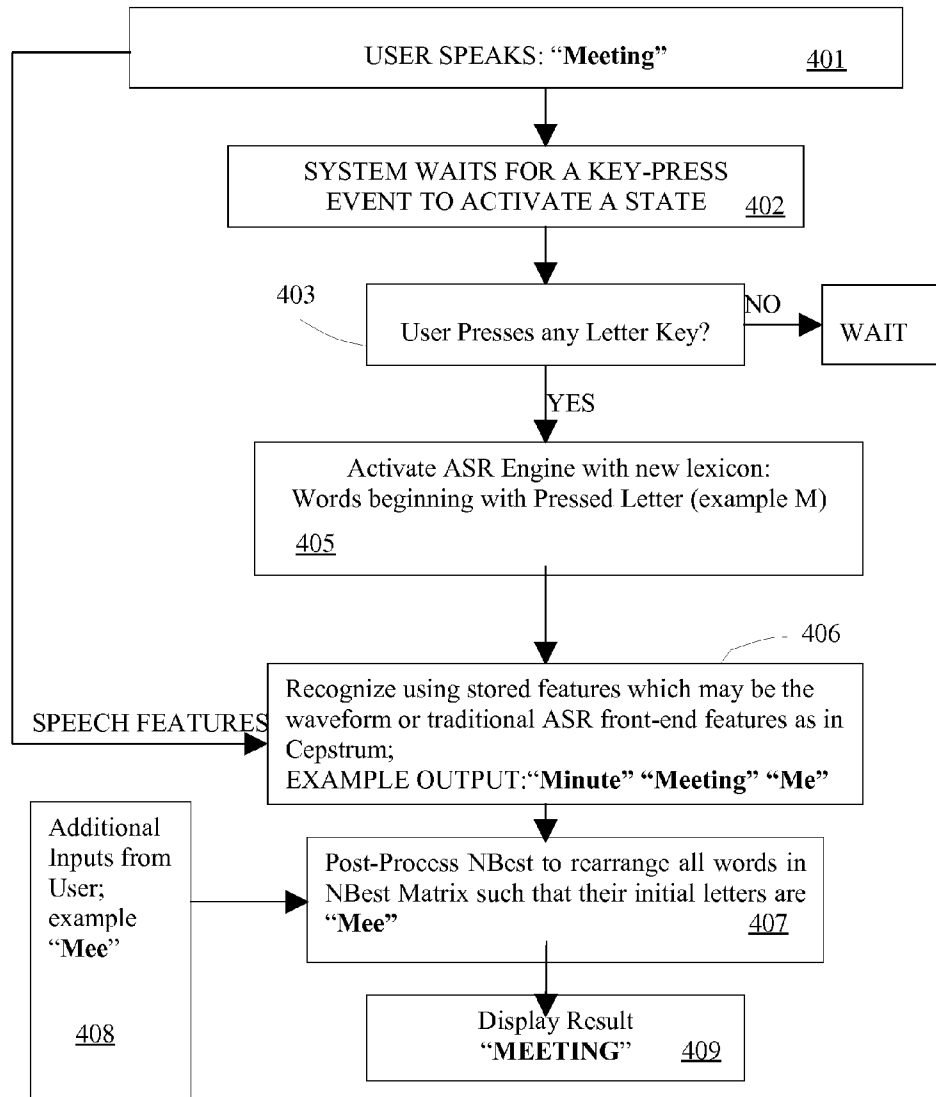 USER SPEAKS: “Meeting”
401
SYSTEM WAITS FOR A KEY-PRESS
EVENT TO ACTIVATE A STATE
402
403
User Presses any Letter Key?
NO
WAIT
YES
Activate ASR Engine with new lexicon:
Words beginning with Pressed Letter (example M)
405
406
SPEECH FEATURES
Recognize using stored features which may be the
waveform or traditional ASR front-end features as in
Cepstrum;
EXAMPLE OUTPUT:“Minute” “Meeting” “Me”
Additional
Inputs from
User;
example
“Mee”
408
Post-Process NBest to rearrange all words in
NBest Matrix such that their initial letters are
“Mee”
407
Display Result
“MEETING”
409